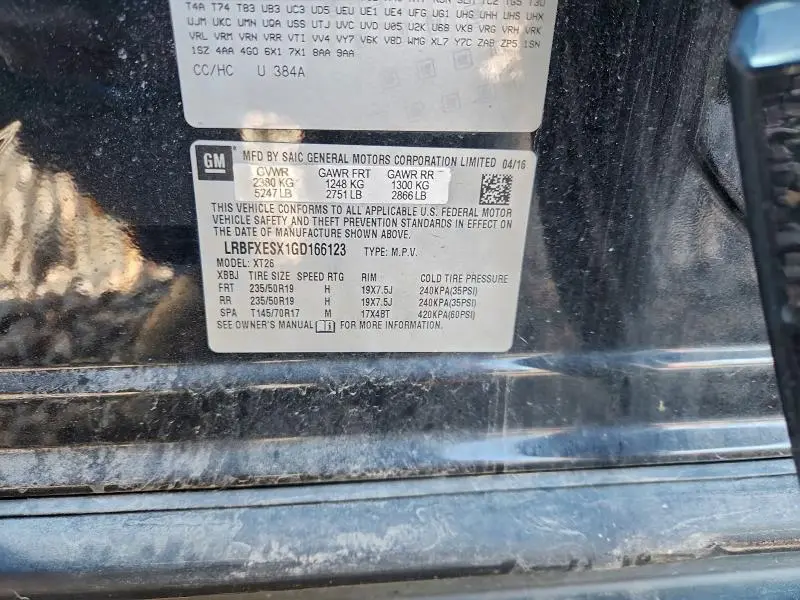 T4A T74 T83 UB3 UC3 UD5 UEU UE1 UE4 UFG UG1 UHG UHH UHS UHX
UJM UKC UMN UQA USS UTJ UVC UVD U05 U2K U68 VK8 VRG VRH VRK
VRL VRM VRN VRR VTI VV4 VY7 V6K V8D WMG XL7 Y7C ZAB ZP5 1SN
1SZ 4AA 4G0 6X1 7X1 8AA 9AA
CC/HC U 384A
GM MFD BY SAIC GENERAL MOTORS CORPORATION LIMITED 04/16
GVWR GAWR FRT GAWR RR
2380 KG 1248 KG 1300 KG
5247 LB 2751 LB 2866 LB
THIS VEHICLE CONFORMS TO ALL APPLICABLE U.S. FEDERAL MOTOR
VEHICLE SAFETY AND THEFT PREVENTION STANDARDS IN EFFECT ON
THE DATE OF MANUFACTURE SHOWN ABOVE.
LRBFXESX1GD166123 TYPE: M.P.V.
MODEL: XT26
XBBJ TIRE SIZE SPEED RTG RIM COLD TIRE PRESSURE
FRT 235/50R19 H 19X7.5J 240KPA(35PSI)
RR 235/50R19 H 19X7.5J 240KPA(35PSI)
SPA T145/70R17 M 17X4BT 420KPA(60PSI)
SEE OWNER'S MANUAL FOR MORE INFORMATION.